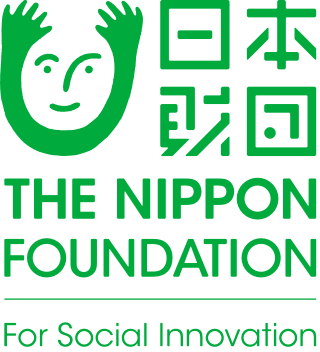 日本
財団
THE NIPPON
FOUNDATION
For Social Innovation